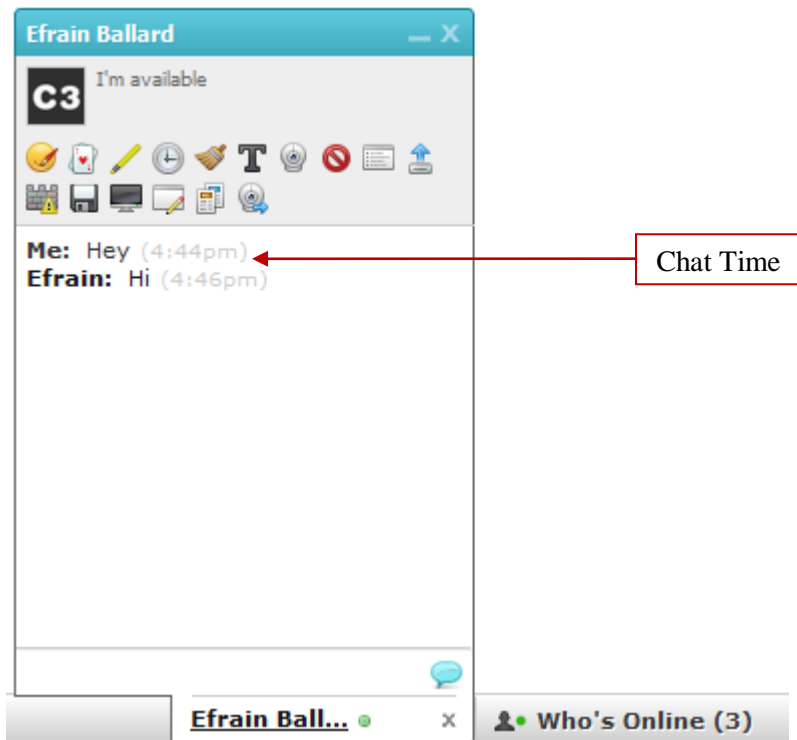 Efrain Ballard
C3
I'm available
Me: Hey (4:44pm)
Efrain: Hi (4:46pm)
Chat Time
Efrain Ball...
Who's Online (3)